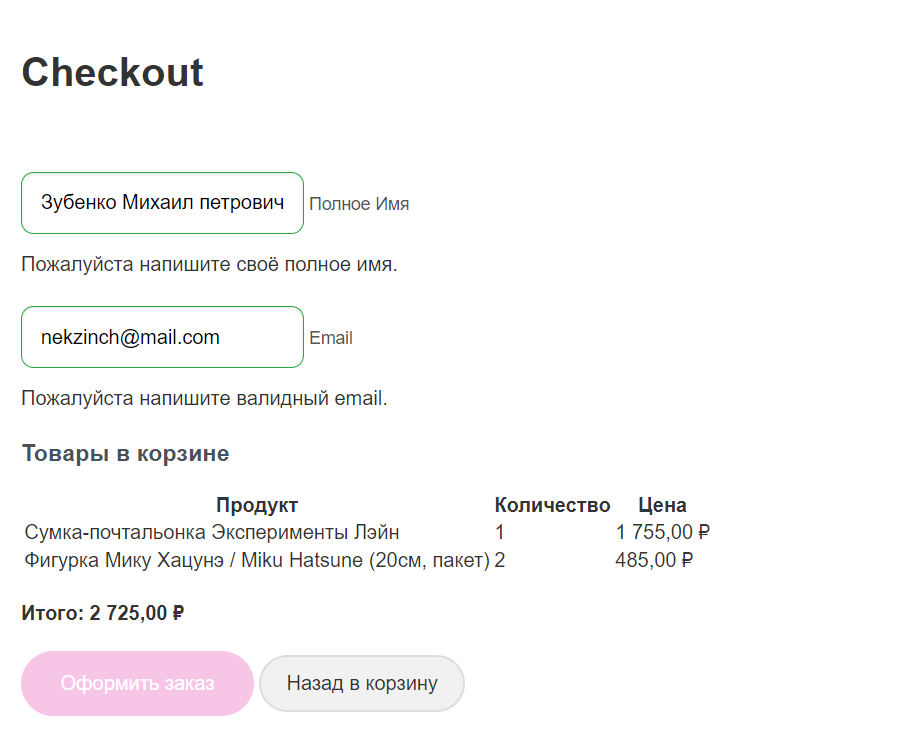 Checkout
Зубенко Михаил петрович Полное Имя
Пожалуйста напишите своё полное имя.
nekzinch@mail.com Email
Пожалуйста напишите валидный email.
Товары в корзине
Продукт Количество Цена
Сумка-почтальонка Эксперименты Лэйн 1 1 755,00 ₽
Фигурка Мику Хацунэ / Miku Hatsune (20см, пакет) 2 485,00 ₽
Итого: 2 725,00 ₽
Оформить заказ Назад в корзину